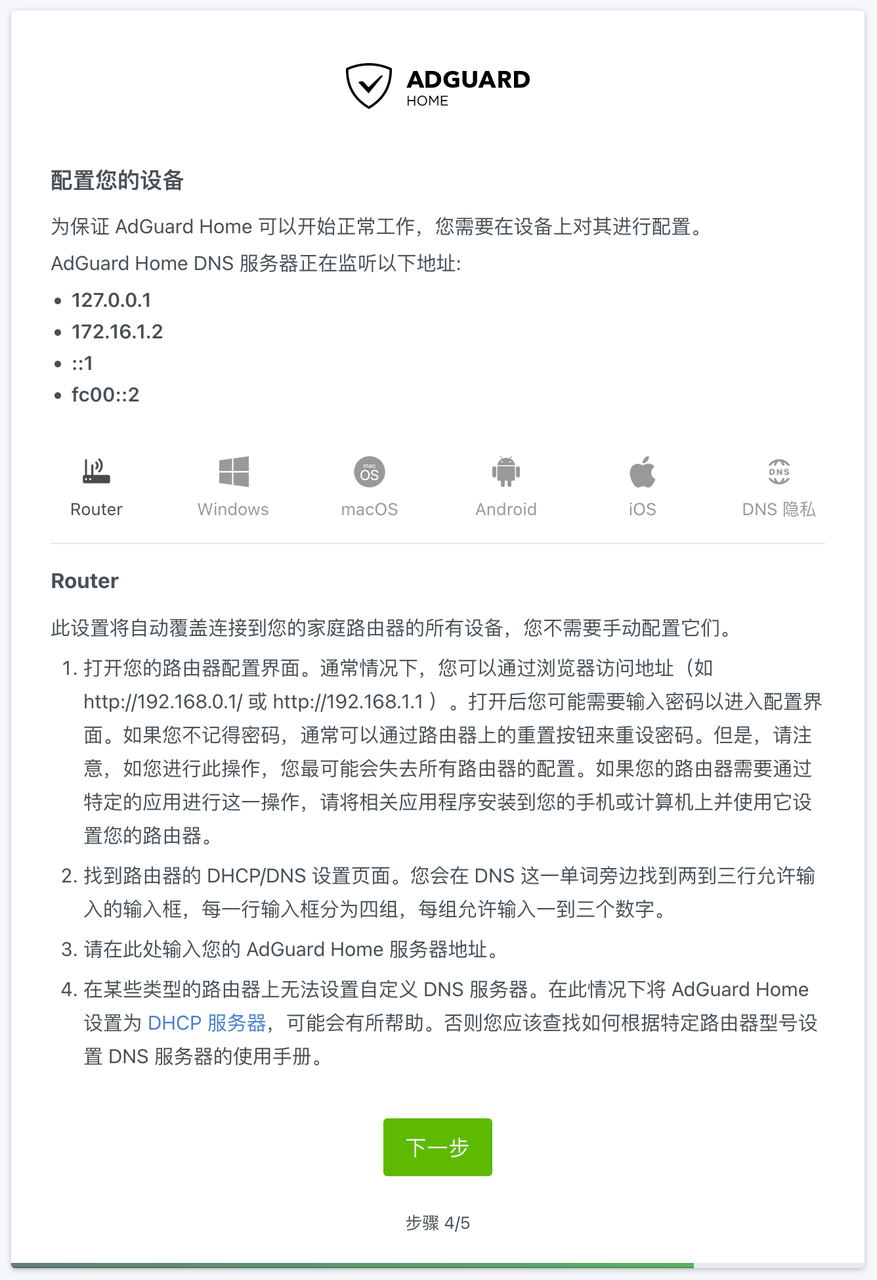 ADGUARD
HOME
配置您的设备
为保证 AdGuard Home 可以开始正常工作，您需要在设备上对其进行配置。
AdGuard Home DNS 服务器正在监听以下地址:
• 127.0.0.1
• 172.16.1.2
• ::1
• fc00::2
mac
OS
DNS
Router
Windows
macOS
Android
iOS
DNS 隐私
Router
此设置将自动覆盖连接到您的家庭路由器的所有设备，您不需要手动配置它们。
1. 打开您的路由器配置界面。通常情况下，您可以通过浏览器访问地址（如
http://192.168.0.1/ 或 http://192.168.1.1 ）。打开后您可能需要输入密码以进入配置界
面。如果您不记得密码，通常可以通过路由器上的重置按钮来重设密码。但是，请注
意，如您进行此操作，您最可能会失去所有路由器的配置。如果您的路由器需要通过
特定的应用进行这一操作，请将相关应用程序安装到您的手机或计算机上并使用它设
置您的路由器。
2. 找到路由器的 DHCP/DNS 设置页面。您会在 DNS 这一单词旁边找到两到三行允许输
入的输入框，每一行输入框分为四组，每组允许输入一到三个数字。
3. 请在此处输入您的 AdGuard Home 服务器地址。
4. 在某些类型的路由器上无法设置自定义 DNS 服务器。在此情况下将 AdGuard Home
设置为 DHCP 服务器，可能会有所帮助。否则您应该查找如何根据特定路由器型号设
置 DNS 服务器的使用手册。
下一步
步骤 4/5